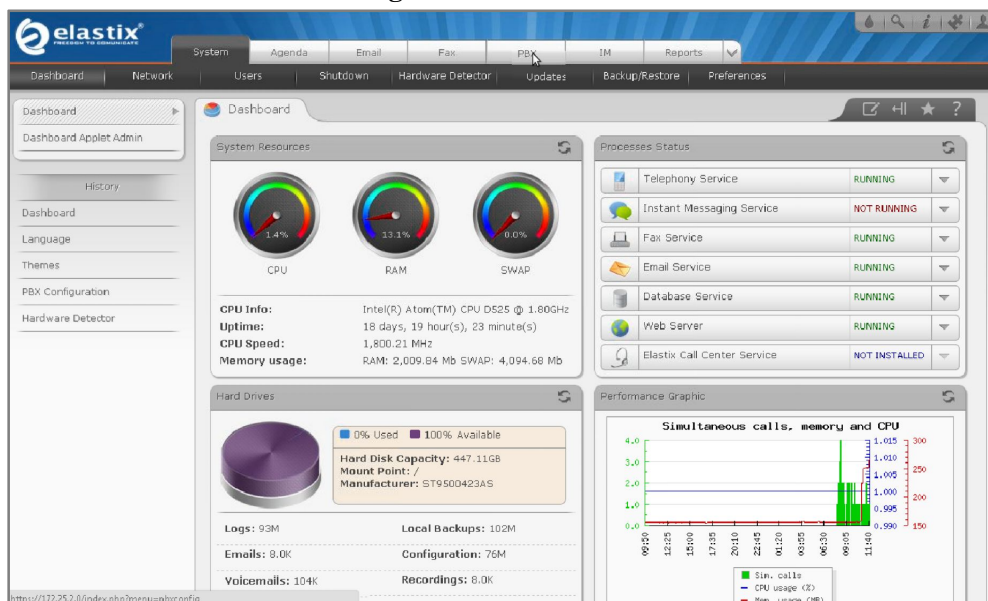 elastix®
FREEDOM TO COMMUNICATE
System Agenda Email Fax PBX IM Reports
Dashboard Network Users Shutdown Hardware Detector Updates Backup/Restore Preferences
Dashboard
Dashboard Applet Admin
History
Dashboard
Language
Themes
PBX Configuration
Hardware Detector
Dashboard
System Resources
1.4% 13.1% 0.0%
CPU RAM SWAP
CPU Info: Intel(R) Atom(TM) CPU D525 @ 1.80GHz
Uptime: 18 days, 19 hour(s), 23 minute(s)
CPU Speed: 1,800.21 MHz
Memory usage: RAM: 2,009.84 Mb SWAP: 4,094.68 Mb
Processes Status
Telephony Service RUNNING
Instant Messaging Service NOT RUNNING
Fax Service RUNNING
Email Service RUNNING
Database Service RUNNING
Web Server RUNNING
Elastix Call Center Service NOT INSTALLED
Hard Drives
0% Used 100% Available
Hard Disk Capacity: 447.11GB
Mount Point: /
Manufacturer: ST9500423AS
Logs: 93M Local Backups: 102M
Emails: 8.0K Configuration: 76M
Voicemails: 104K Recordings: 8.0K
Performance Graphic
Simultaneous calls, memory and CPU
4.0 1.015 300
3.0 1.010 250
2.0 1.005
1.000 200
1.0 0.995
0.0 0.990 150
09:50 12:25 15:00 17:35 20:10 22:45 01:20 03:55 06:30 09:05 11:40
Sim. calls
CPU usage (%)
Mem. usage (MB)
https://172.25.2.0/index.php?menu=pbxconfig